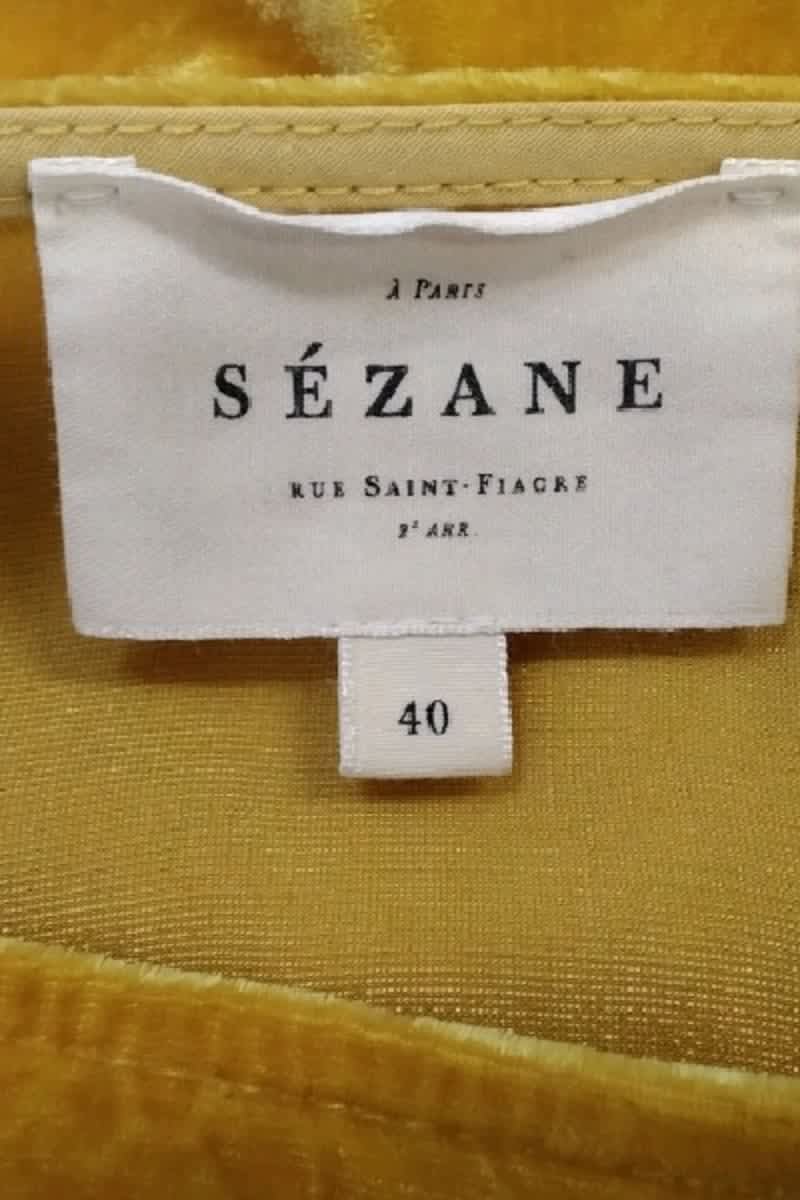 À PARIS
SÉZANE
RUE SAINT-FIACRE
2ᴱ ARR.
40